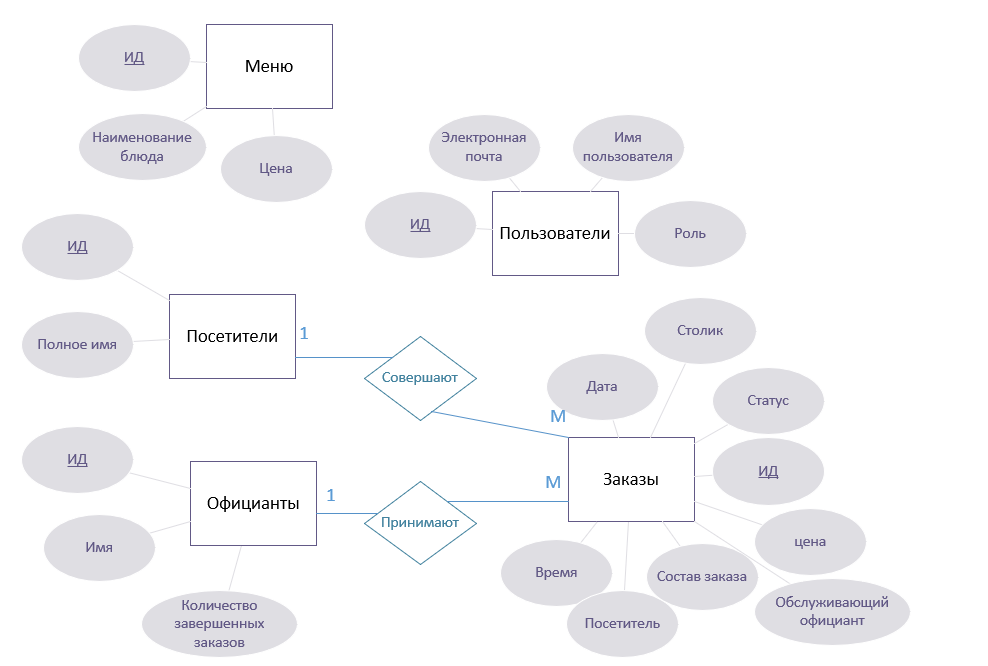 ИД
Меню
Наименование
блюда
Цена
Электронная
почта
Имя
пользователя
ИД
Пользователи
Роль
ИД
Посетители
1
Полное имя
Совершают
Столик
Дата
М
Статус
ИД
Официанты
1
Имя
Количество
завершенных
заказов
Принимают
М
Заказы
ИД
цена
Время
Состав заказа
Посетитель
Обслуживающий
официант